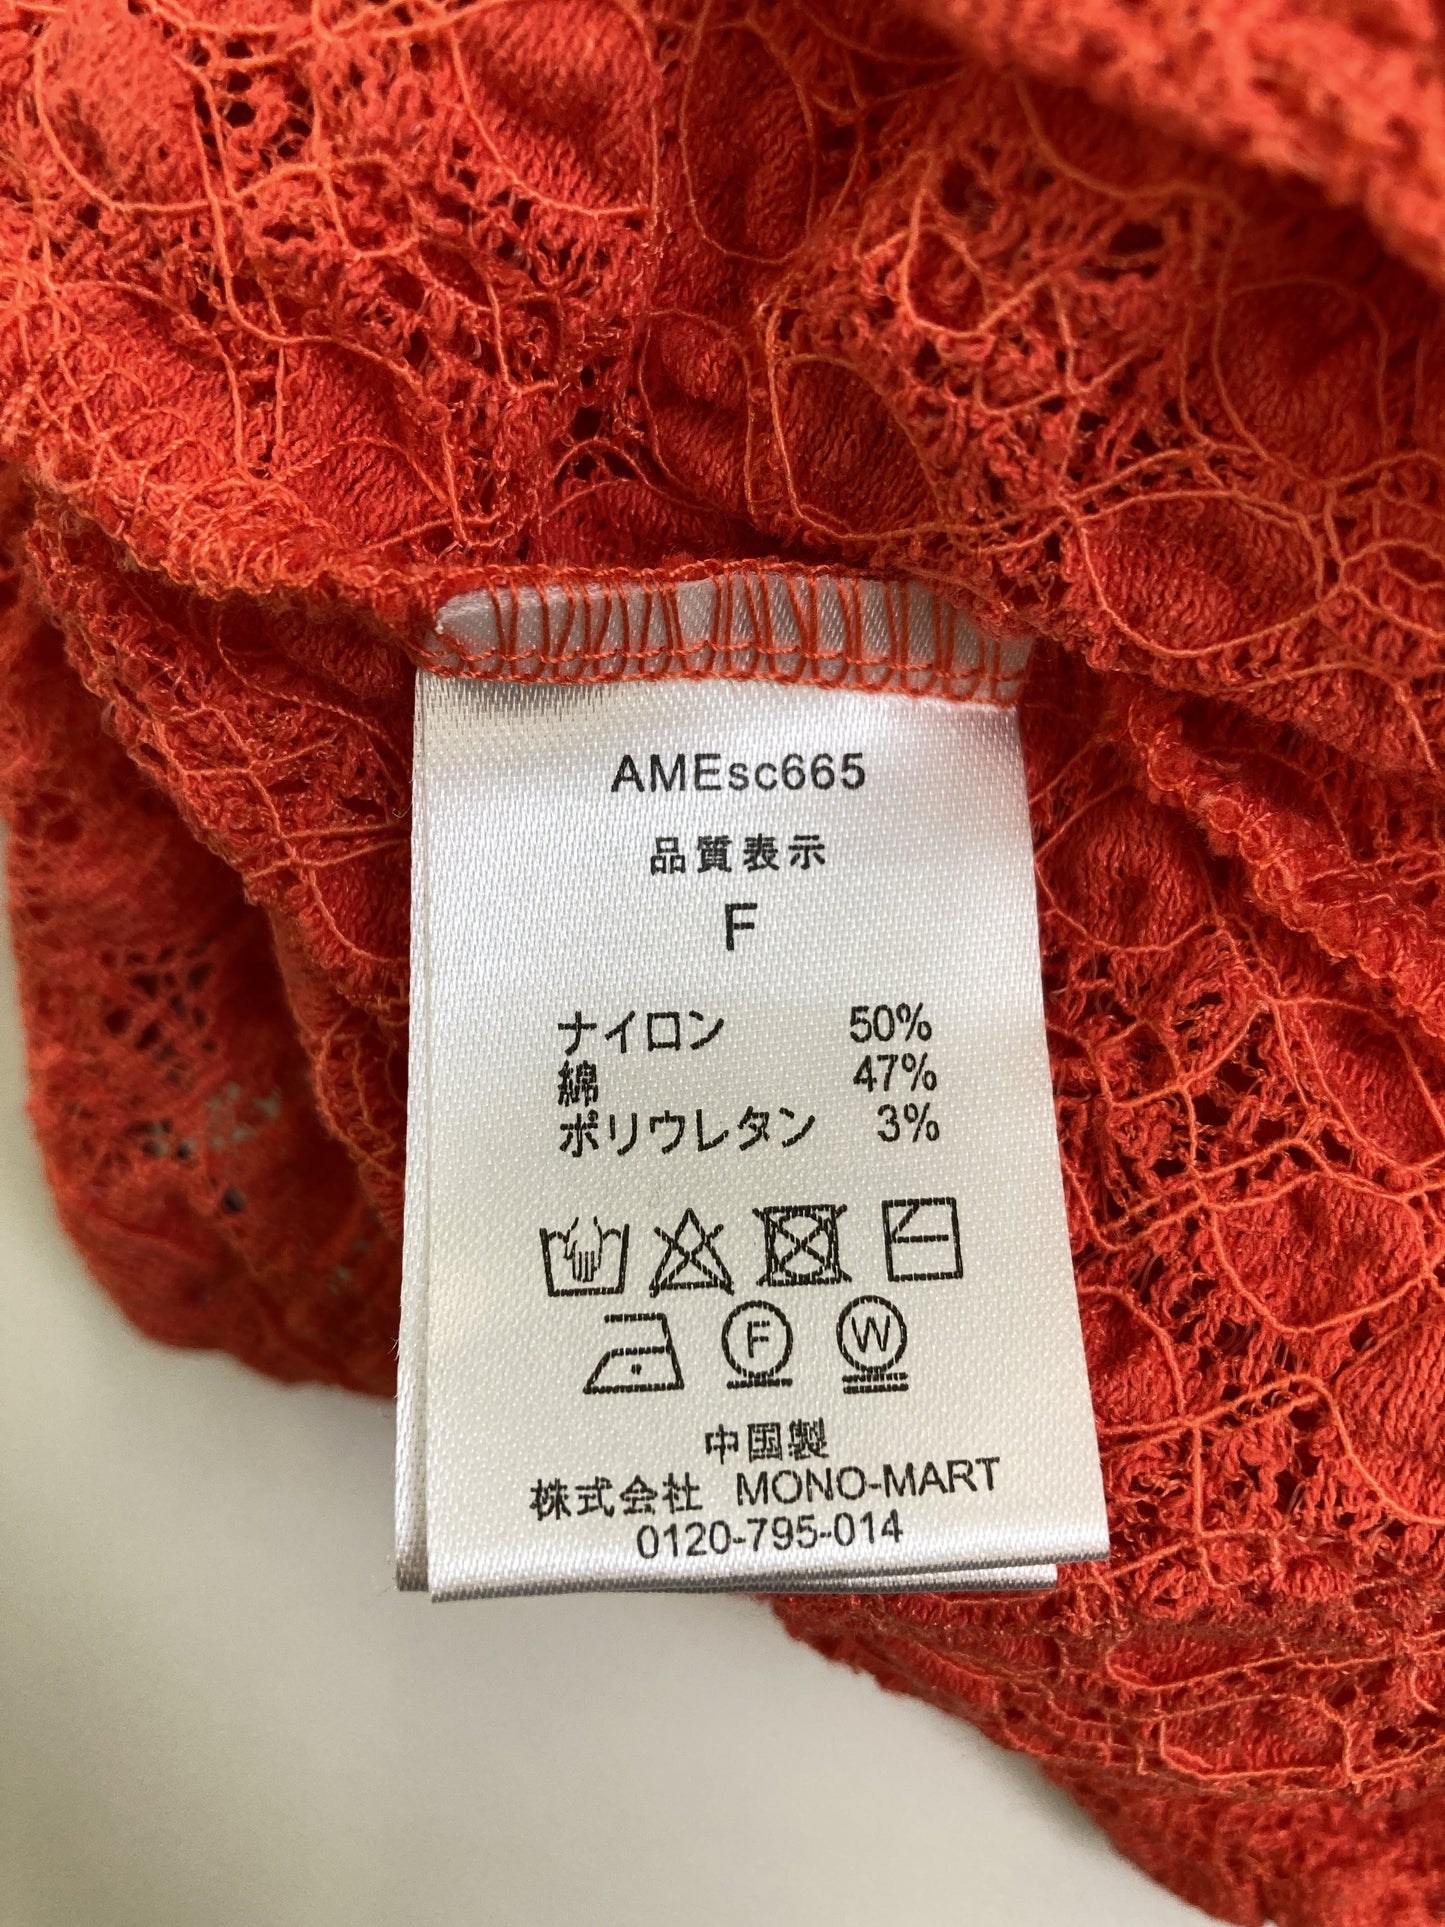 AMEsc665
品質表示
F
ナイロン 50%
綿 47%
ポリウレタン 3%
F W
中国製
株式会社 MONO-MART
0120-795-014